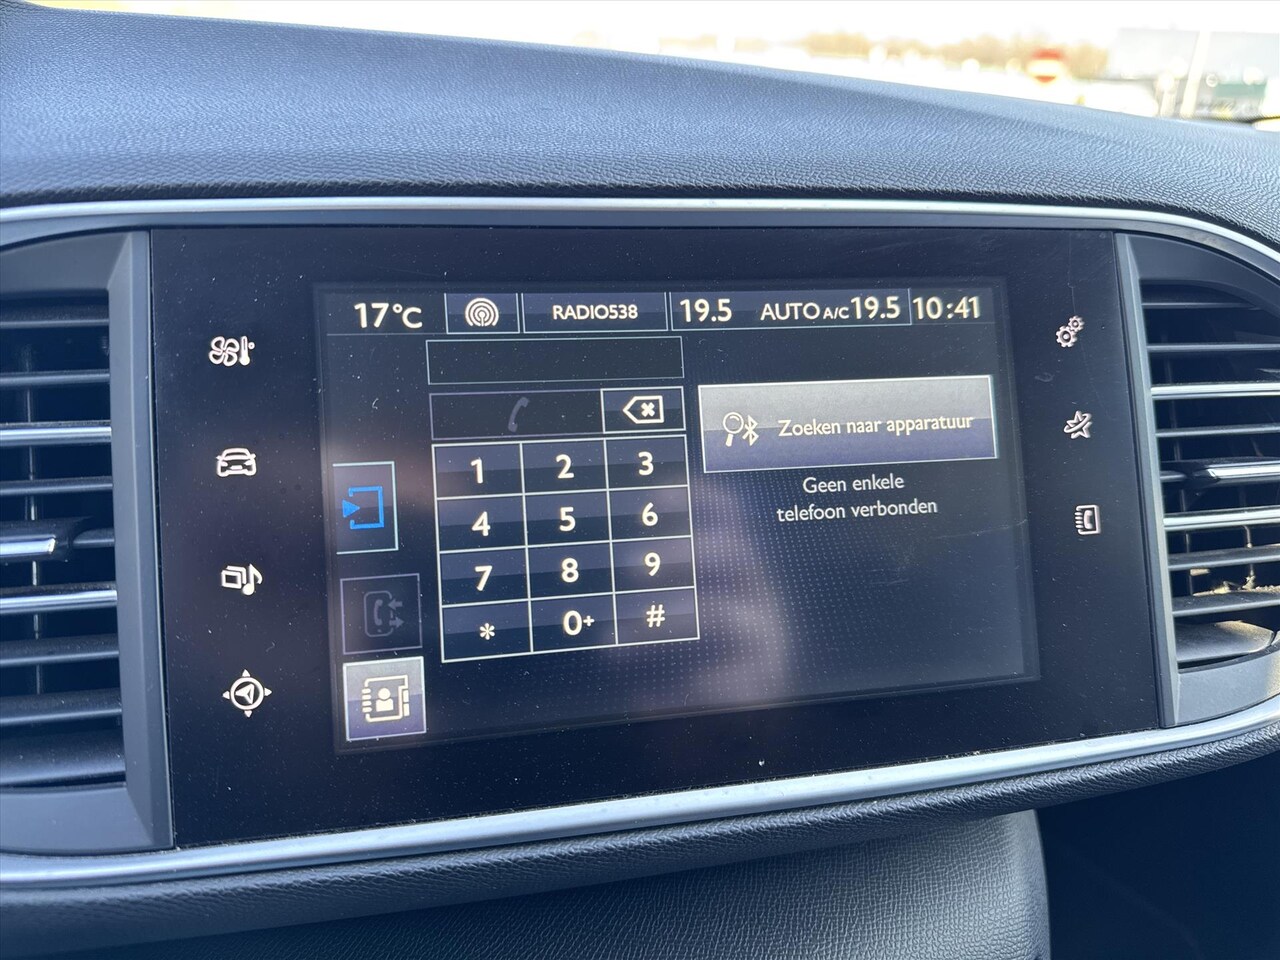 17°C RADIO538 19.5 AUTO A/C 19.5 10:41
Zoeken naar apparatuur
Geen enkele
telefoon verbonden
1 2 3
4 5 6
7 8 9
* 0+ #